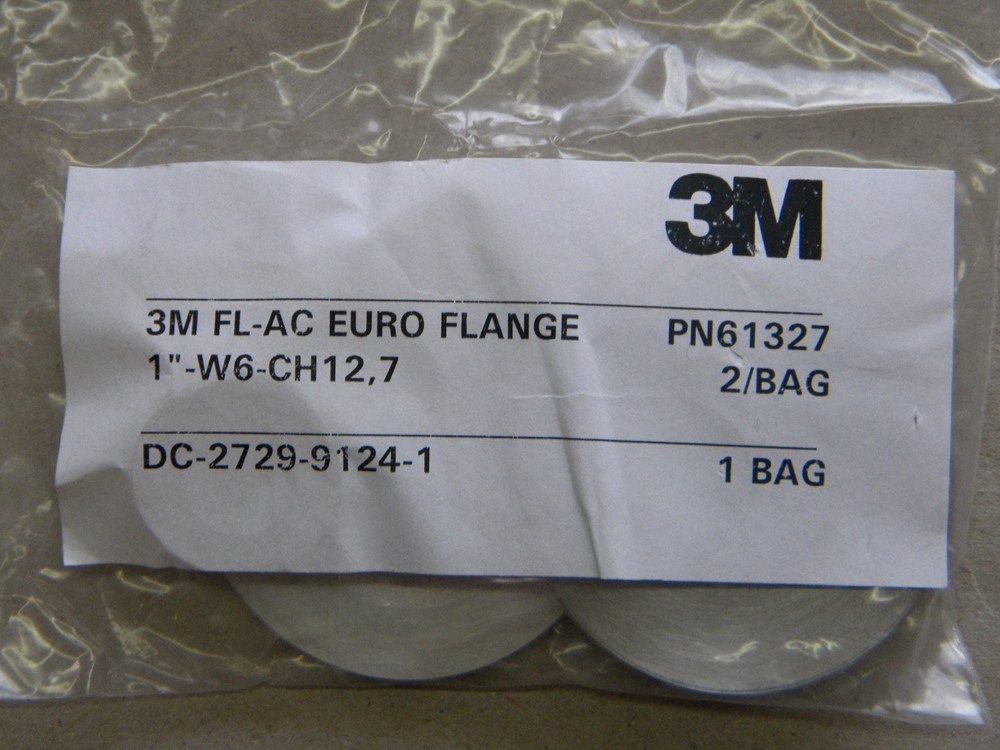 3M
3M FL-AC EURO FLANGE PN61327
1"-W6-CH12,7 2/BAG
DC-2729-9124-1 1 BAG